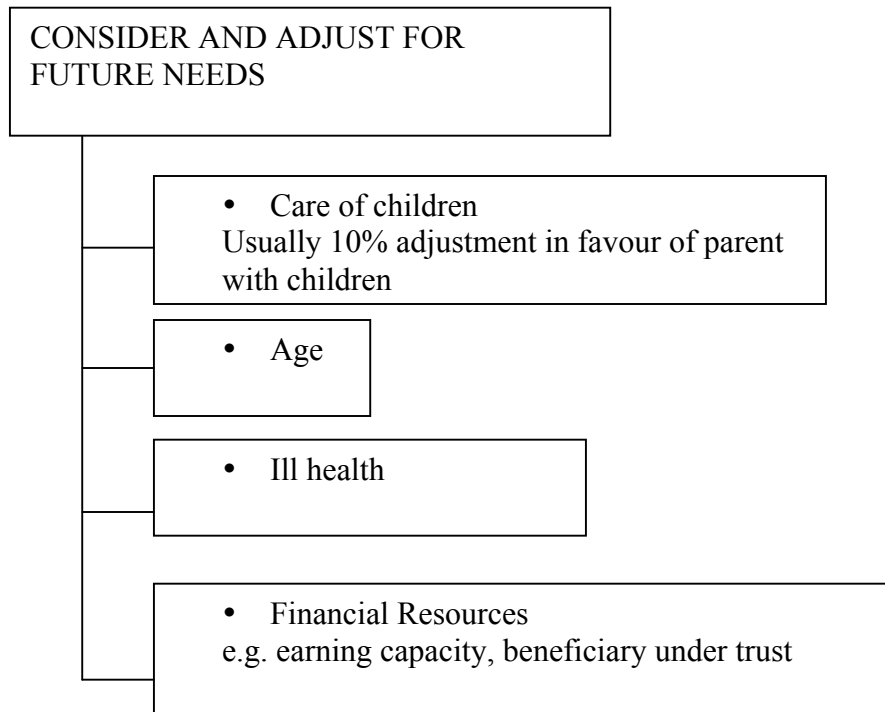 CONSIDER AND ADJUST FOR
FUTURE NEEDS
• Care of children
Usually 10% adjustment in favour of parent
with children
• Age
• Ill health
• Financial Resources
e.g. earning capacity, beneficiary under trust